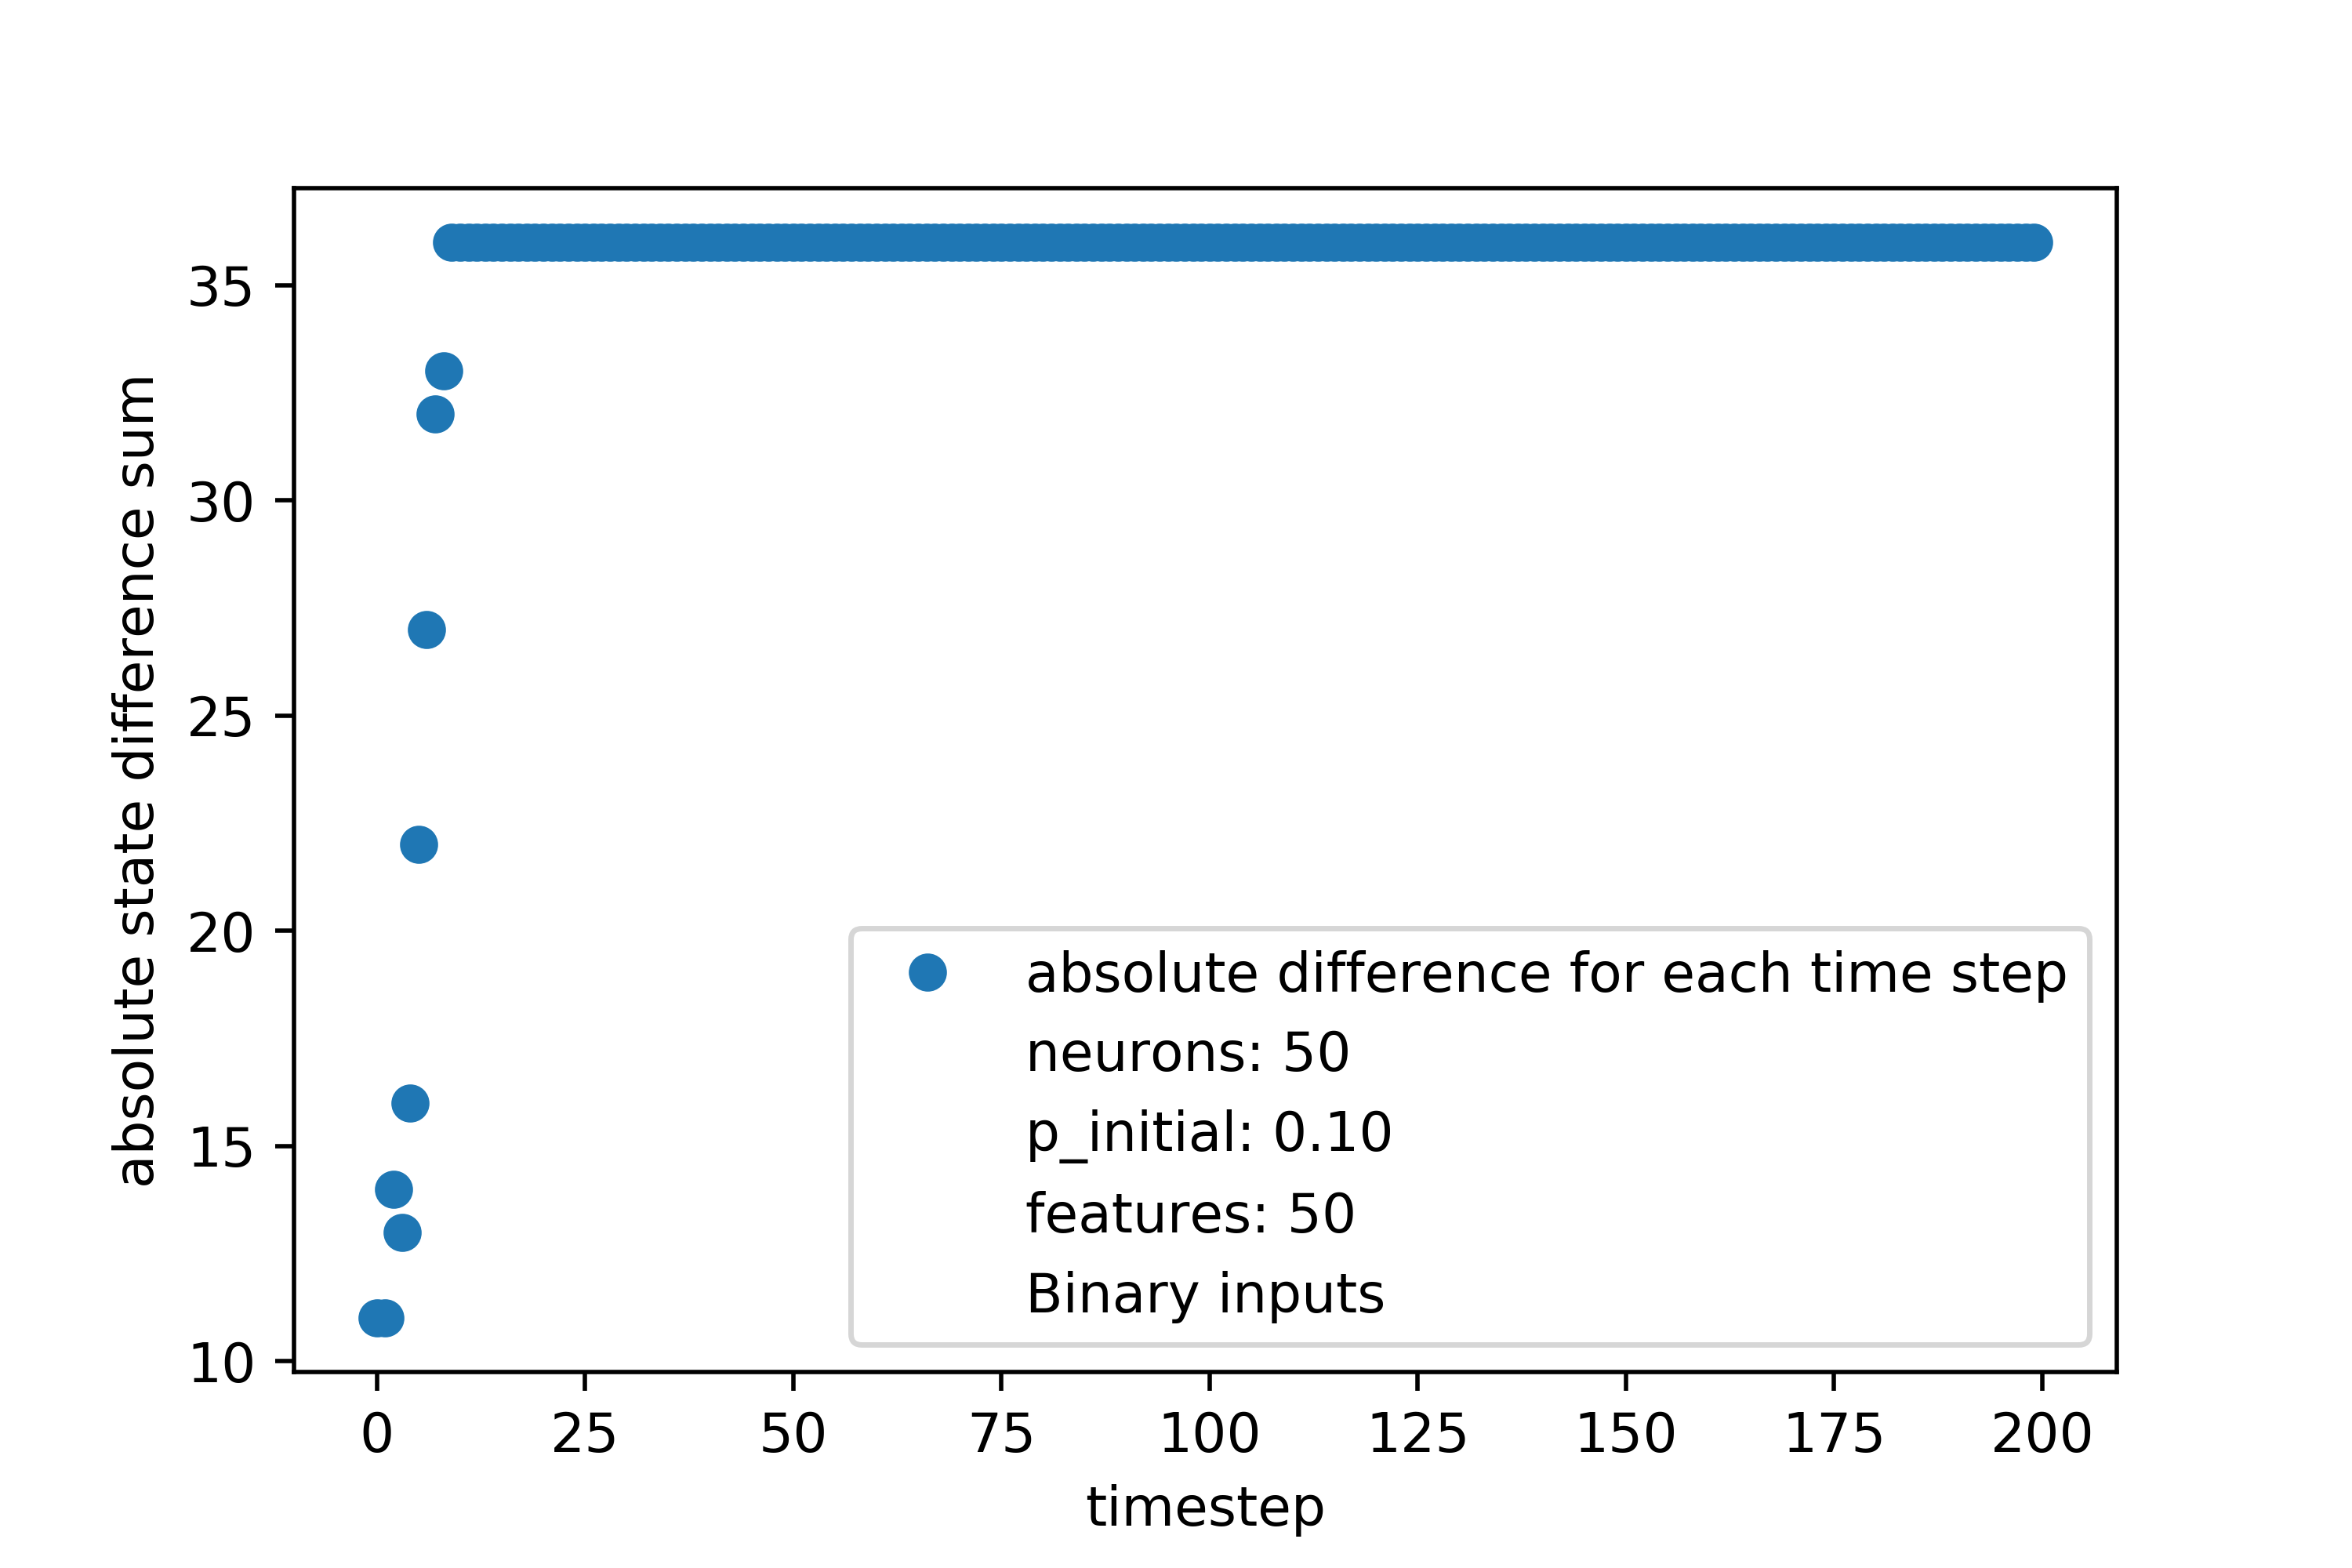 absolute state difference sum
35
30
25
20
15
10
absolute difference for each time step
neurons: 50
p_initial: 0.10
features: 50
Binary inputs
0 25 50 75 100 125 150 175 200
timestep